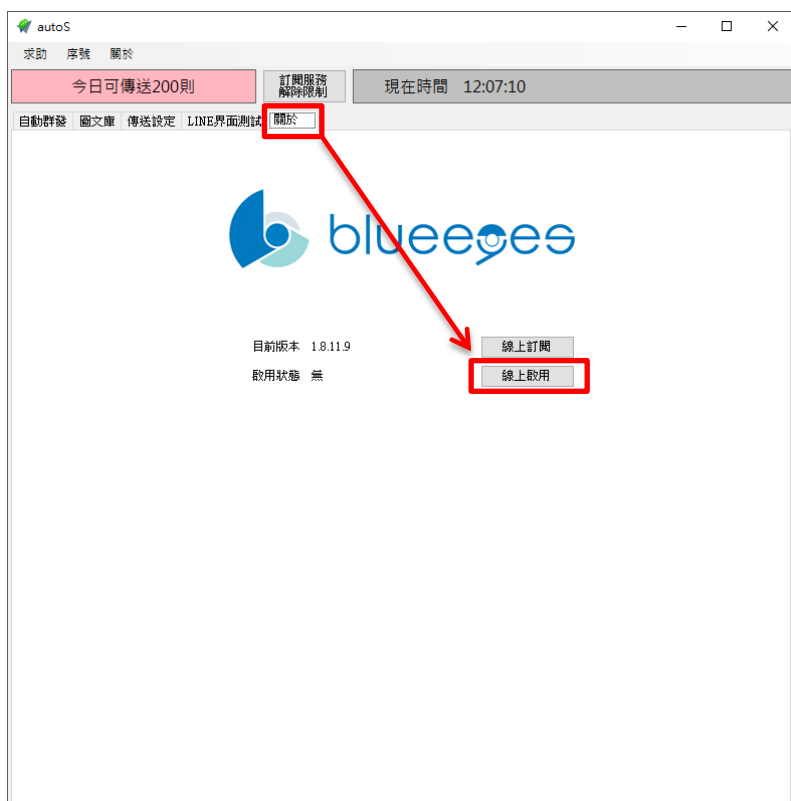 autoS
求助 序號 關於
今日可傳送200則
訂閱服務
解除限制
現在時間 12:07:10
自動群發 圖文庫 傳送設定 LINE界面測試 關於
blueeyes
目前版本 1.8.11.9 線上訂閱
啟用狀態 無 線上啟用